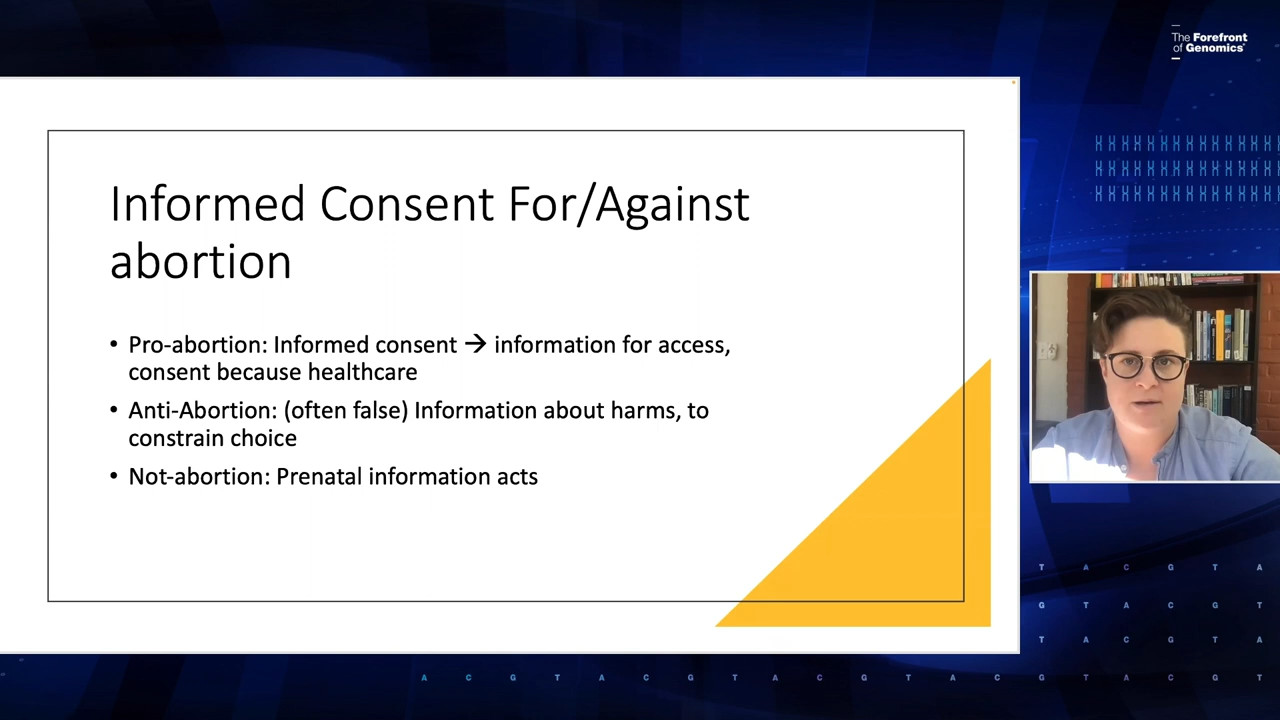 The Forefront
of Genomics®
Informed Consent For/Against
abortion
• Pro-abortion: Informed consent → information for access,
consent because healthcare
• Anti-Abortion: (often false) Information about harms, to
constrain choice
• Not-abortion: Prenatal information acts
T A C G T A
G T A C G T
T A C G T A
A C G T A C G T A C G T A C G T A C G T